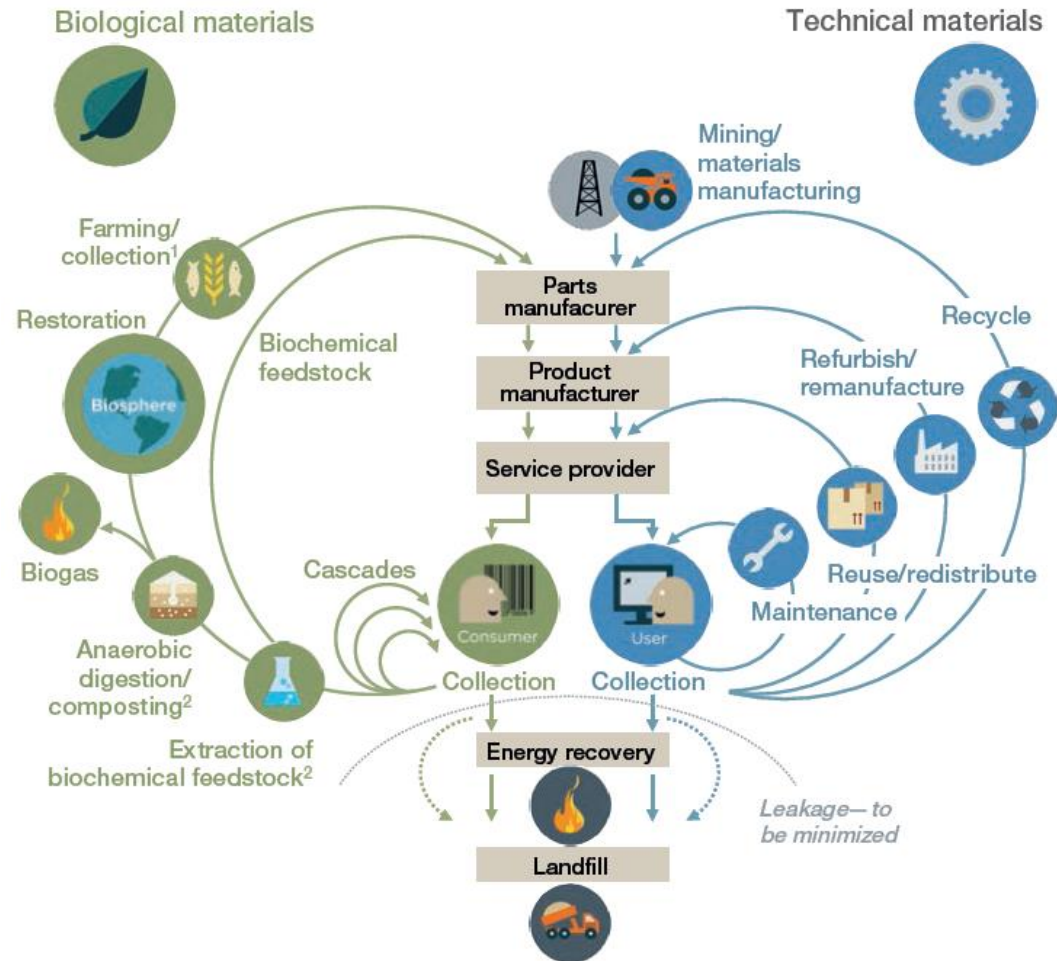 Biological materials
Technical materials
Mining/
materials
manufacturing
Farming/
collection¹
Restoration
Biosphere
Biochemical
feedstock
Parts
manufacurer
Product
manufacturer
Service provider
Recycle
Refurbish/
remanufacture
Biogas
Cascades
Consumer
User
Reuse/redistribute
Maintenance
Anaerobic
digestion/
composting²
Collection
Collection
Extraction of
biochemical feedstock²
Energy recovery
Leakage—to
be minimized
Landfill